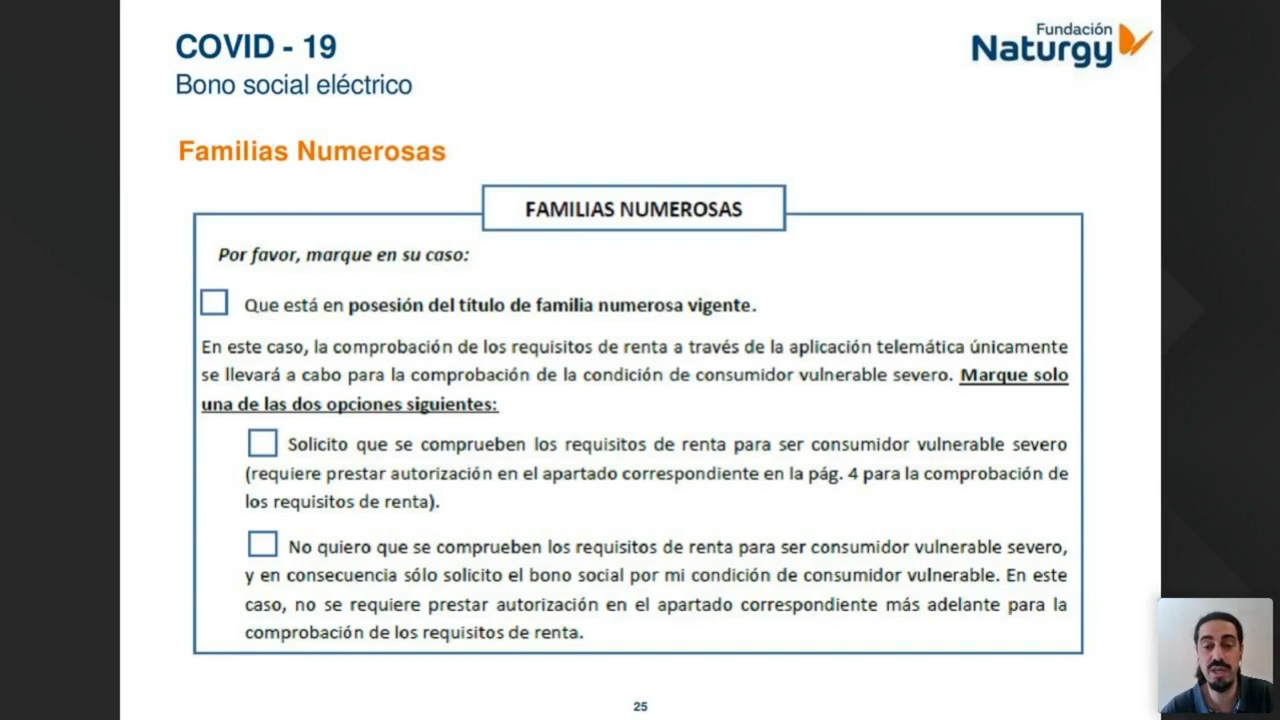 COVID - 19
Bono social eléctrico
Fundación
Naturgy
Familias Numerosas
FAMILIAS NUMEROSAS
Por favor, marque en su caso:
Que está en posesión del título de familia numerosa vigente.
En este caso, la comprobación de los requisitos de renta a través de la aplicación telemática únicamente
se llevará a cabo para la comprobación de la condición de consumidor vulnerable severo. Marque solo
una de las dos opciones siguientes:
Solicito que se comprueben los requisitos de renta para ser consumidor vulnerable severo
(requiere prestar autorización en el apartado correspondiente en la pág. 4 para la comprobación de
los requisitos de renta).
No quiero que se comprueben los requisitos de renta para ser consumidor vulnerable severo,
y en consecuencia sólo solicito el bono social por mi condición de consumidor vulnerable. En este
caso, no se requiere prestar autorización en el apartado correspondiente más adelante para la
comprobación de los requisitos de renta.
25